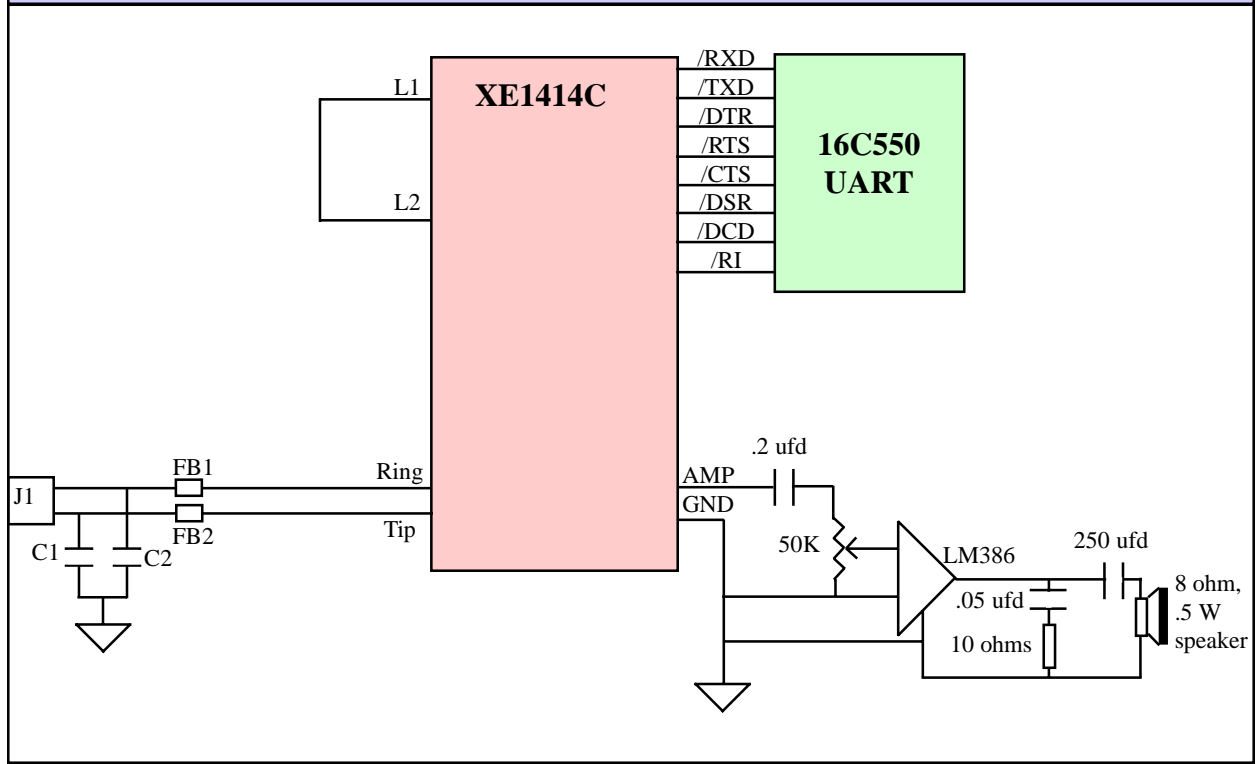 XE1414C
L1
L2
/RXD
/TXD
/DTR
/RTS
/CTS
/DSR
/DCD
/RI
16C550
UART
J1
FB1
FB2
C1
C2
Ring
Tip
AMP
GND
.2 ufd
50K
LM386
.05 ufd
10 ohms
250 ufd
8 ohm,
.5 W
speaker